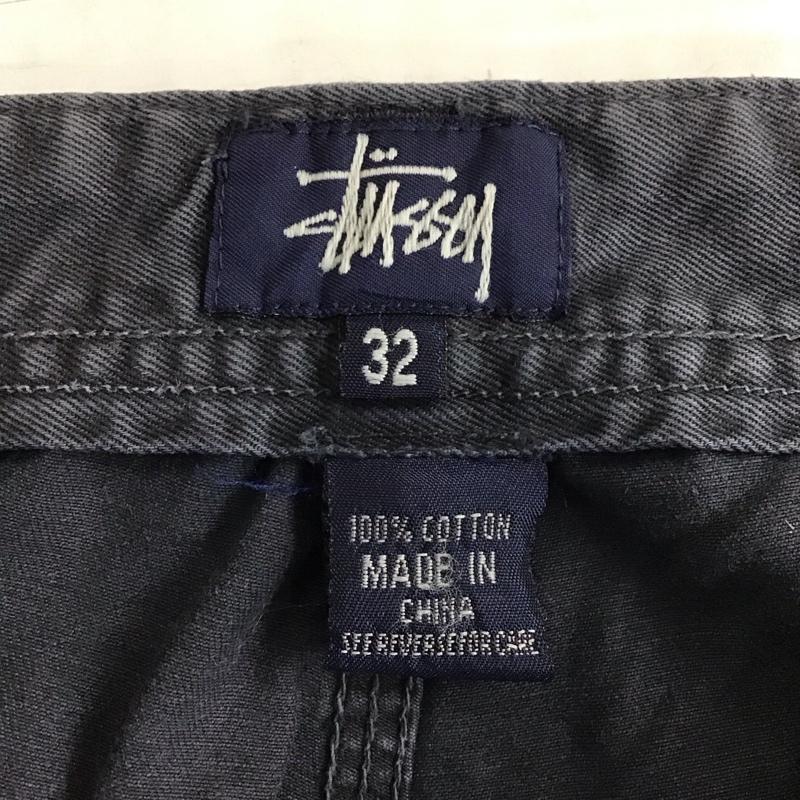 Stüssy
32
100% COTTON
MADE IN
CHINA
SEE REVERSE FOR CARE